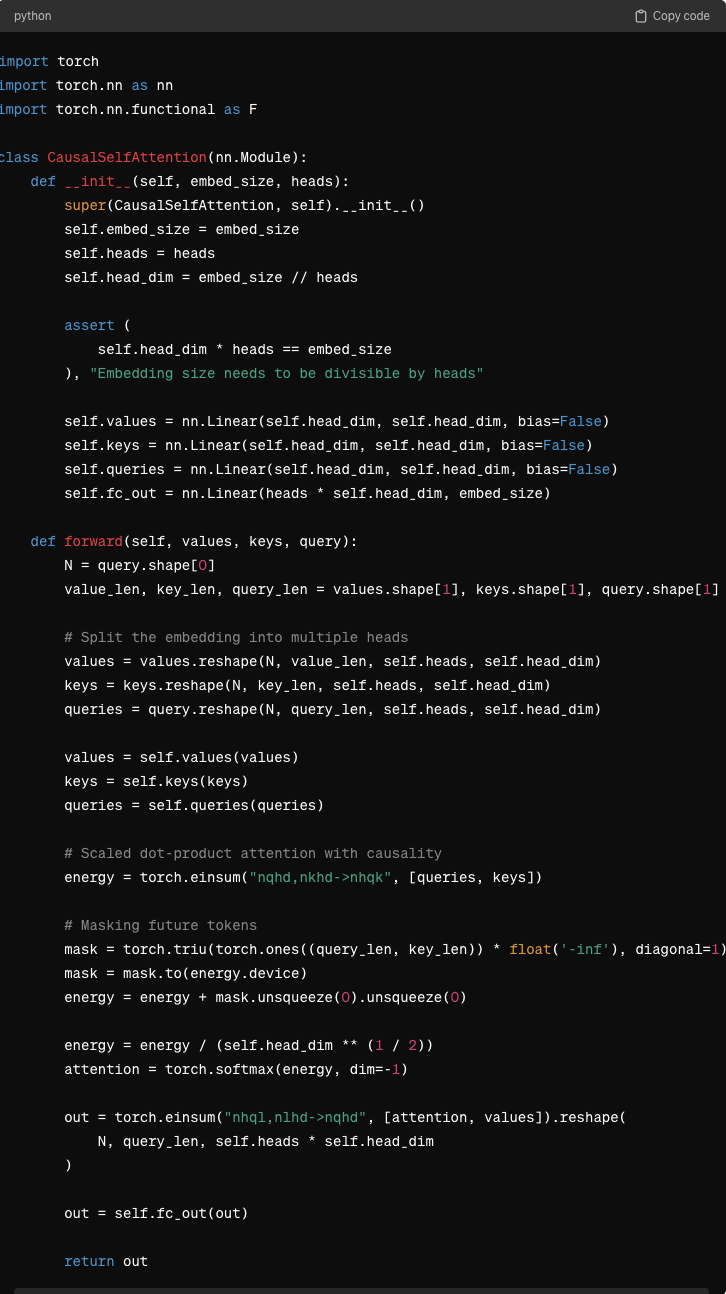 python
Copy code
import torch
import torch.nn as nn
import torch.nn.functional as F
class CausalSelfAttention(nn.Module):
    def __init__(self, embed_size, heads):
        super(CausalSelfAttention, self).__init__()
        self.embed_size = embed_size
        self.heads = heads
        self.head_dim = embed_size // heads
        assert (
            self.head_dim * heads == embed_size
        ), "Embedding size needs to be divisible by heads"
        self.values = nn.Linear(self.head_dim, self.head_dim, bias=False)
        self.keys = nn.Linear(self.head_dim, self.head_dim, bias=False)
        self.queries = nn.Linear(self.head_dim, self.head_dim, bias=False)
        self.fc_out = nn.Linear(heads * self.head_dim, embed_size)
    def forward(self, values, keys, query):
        N = query.shape[0]
        value_len, key_len, query_len = values.shape[1], keys.shape[1], query.shape[1]
        # Split the embedding into multiple heads
        values = values.reshape(N, value_len, self.heads, self.head_dim)
        keys = keys.reshape(N, key_len, self.heads, self.head_dim)
        queries = query.reshape(N, query_len, self.heads, self.head_dim)
        values = self.values(values)
        keys = self.keys(keys)
        queries = self.queries(queries)
        # Scaled dot-product attention with causality
        energy = torch.einsum("nqhd,nkhd->nhqk", [queries, keys])
        # Masking future tokens
        mask = torch.triu(torch.ones((query_len, key_len)) * float('-inf'), diagonal=1)
        mask = mask.to(energy.device)
        energy = energy + mask.unsqueeze(0).unsqueeze(0)
        energy = energy / (self.head_dim ** (1 / 2))
        attention = torch.softmax(energy, dim=-1)
        out = torch.einsum("nhql,nlhd->nqhd", [attention, values]).reshape(
            N, query_len, self.heads * self.head_dim
        )
        out = self.fc_out(out)
        return out